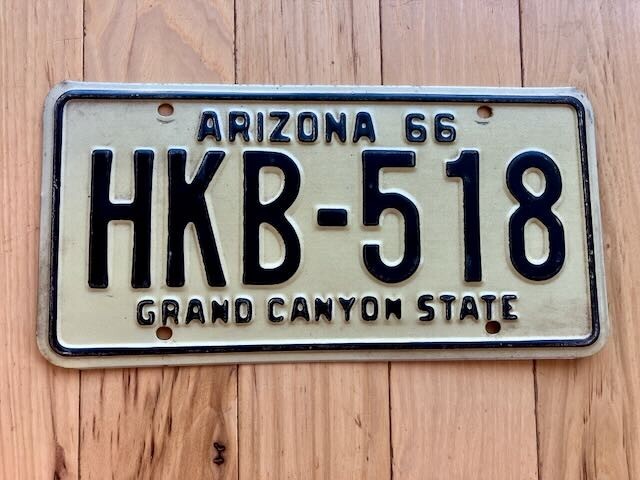 ARIZONA 66
HKB-518
GRAND CANYON STATE